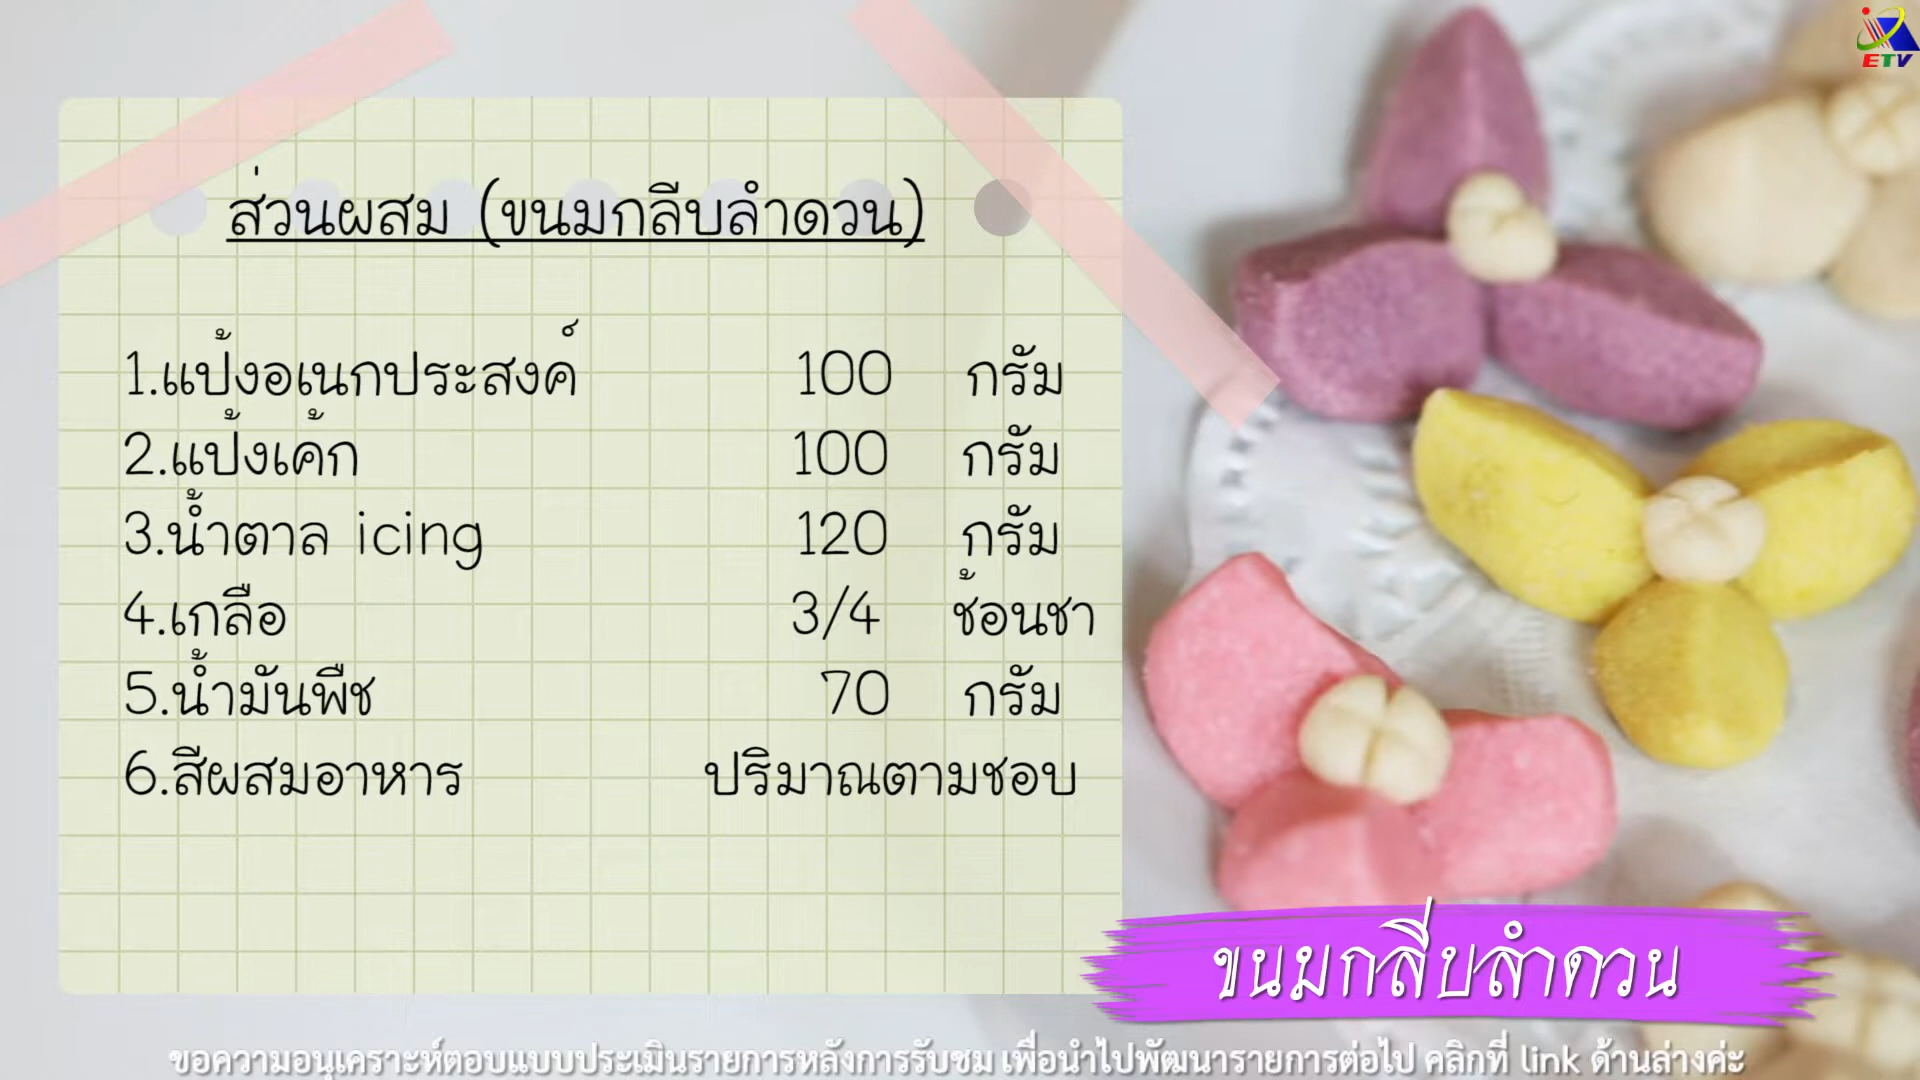 ETV
ส่วนผสม (ขนมกลีบลำดวน)
1.แป้งอเนกประสงค์ 100 กรัม
2.แป้งเค้ก 100 กรัม
3.น้ำตาล icing 120 กรัม
4.เกลือ 3/4 ช้อนชา
5.น้ำมันพืช 70 กรัม
6.สีผสมอาหาร ปริมาณตามชอบ
ขนมกลีบลำดวน
ขอความอนุเคราะห์ตอบแบบประเมินรายการหลังการรับชม เพื่อนำไปพัฒนารายการต่อไป คลิกที่ link ด้านล่างค่ะ